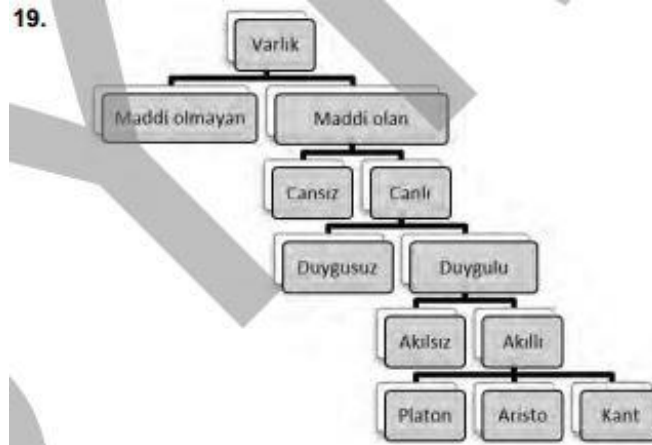 19.
Varlık
Maddi olmayan Maddi olan
Cansız Canlı
Duygusuz Duygulu
Akılsız Akıllı
Platon Aristo Kant